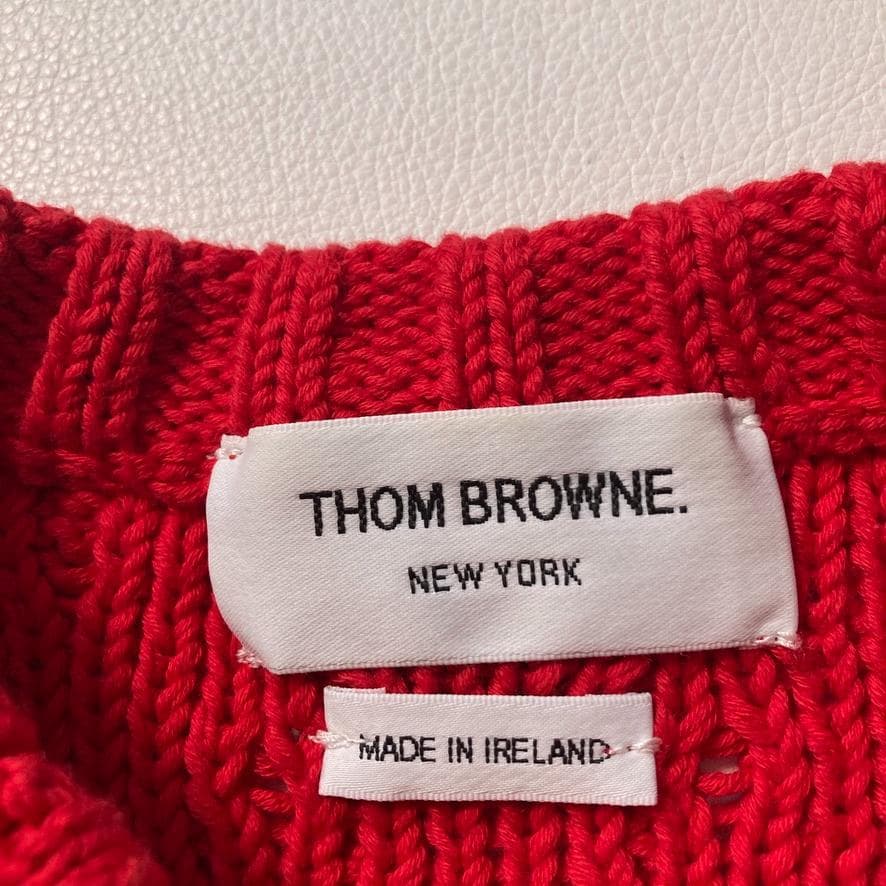 THOM BROWNE.
NEW YORK
MADE IN IRELAND